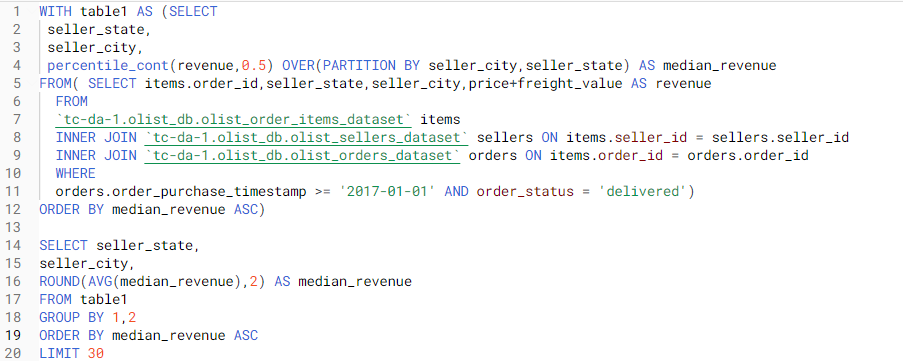 1 WITH table1 AS (SELECT
2 seller_state,
3 seller_city,
4 percentile_cont(revenue,0.5) OVER(PARTITION BY seller_city,seller_state) AS median_revenue
5 FROM( SELECT items.order_id,seller_state,seller_city,price+freight_value AS revenue
6 FROM
7 `tc-da-1.olist_db.olist_order_items_dataset` items
8 INNER JOIN `tc-da-1.olist_db.olist_sellers_dataset` sellers ON items.seller_id = sellers.seller_id
9 INNER JOIN `tc-da-1.olist_db.olist_orders_dataset` orders ON items.order_id = orders.order_id
10 WHERE
11 orders.order_purchase_timestamp >= '2017-01-01' AND order_status = 'delivered')
12 ORDER BY median_revenue ASC)
13
14 SELECT seller_state,
15 seller_city,
16 ROUND(AVG(median_revenue),2) AS median_revenue
17 FROM table1
18 GROUP BY 1,2
19 ORDER BY median_revenue ASC
20 LIMIT 30